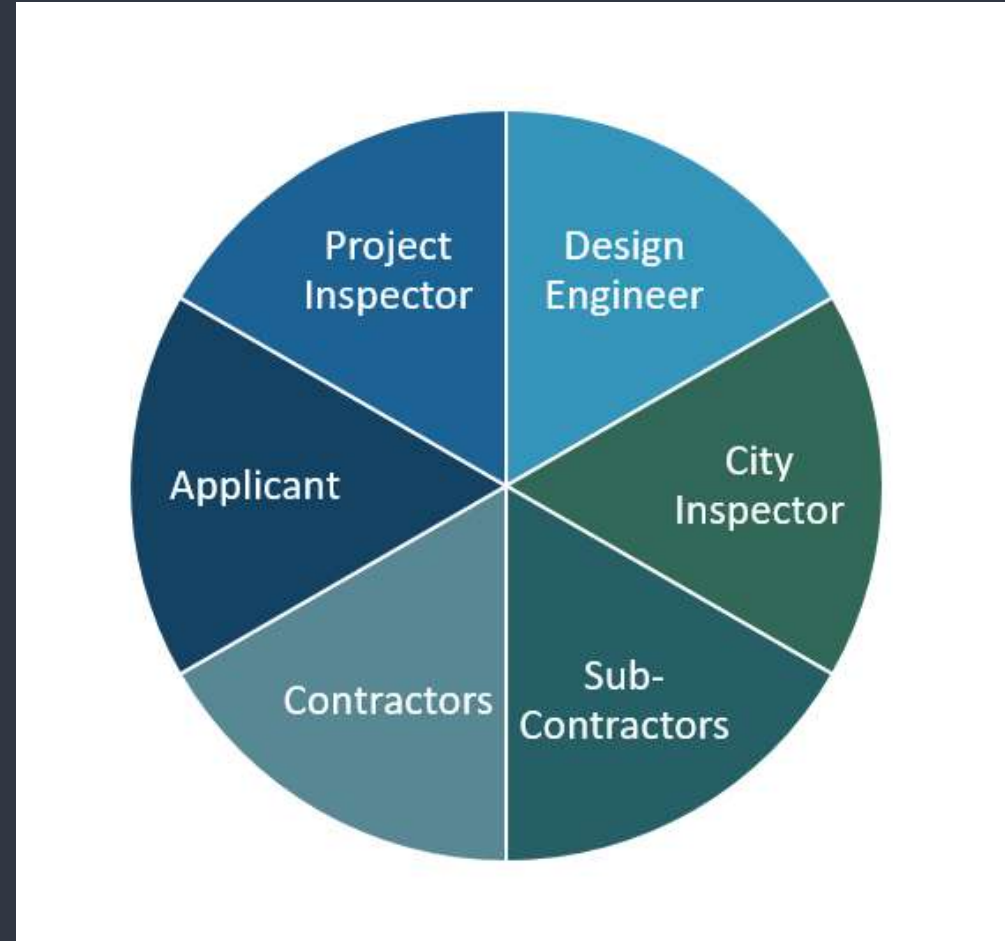 Project
Inspector
Design
Engineer
City
Inspector
Sub-
Contractors
Contractors
Applicant